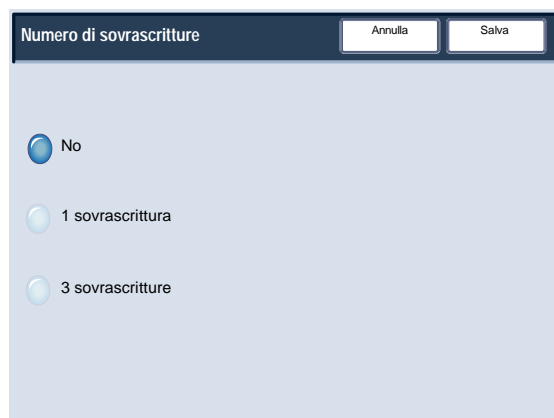 Numero di sovrascritture
Annulla
Salva
No
1 sovrascrittura
3 sovrascritture